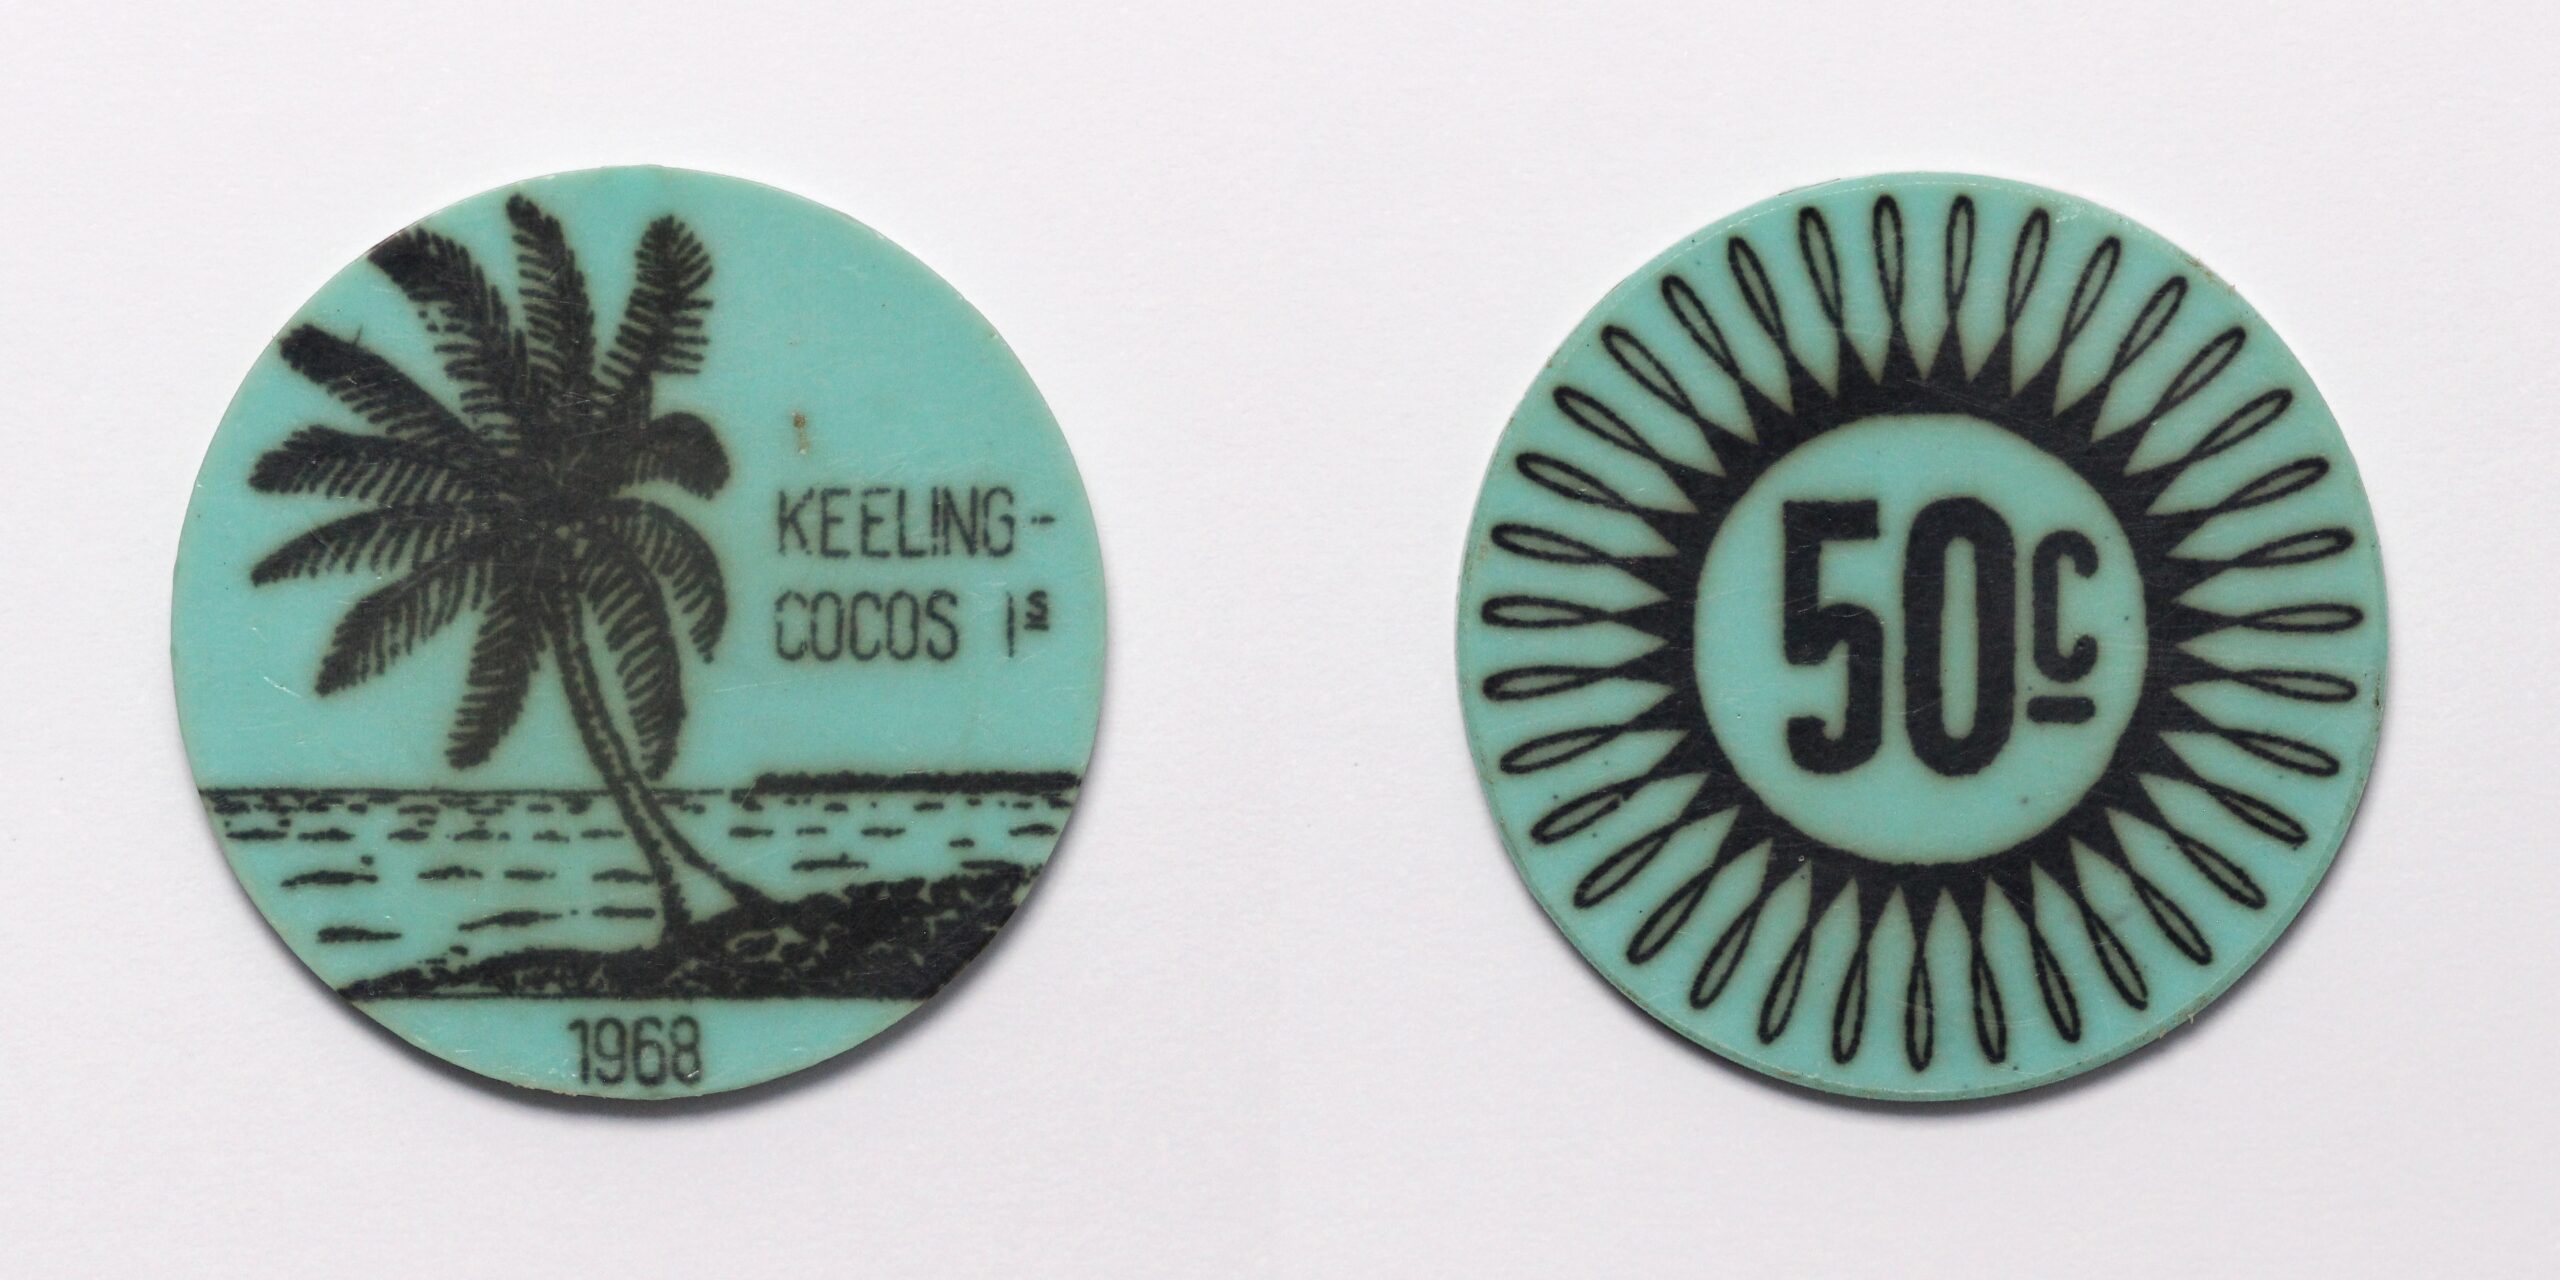 KEELING-
COCOS Is
1968
50c